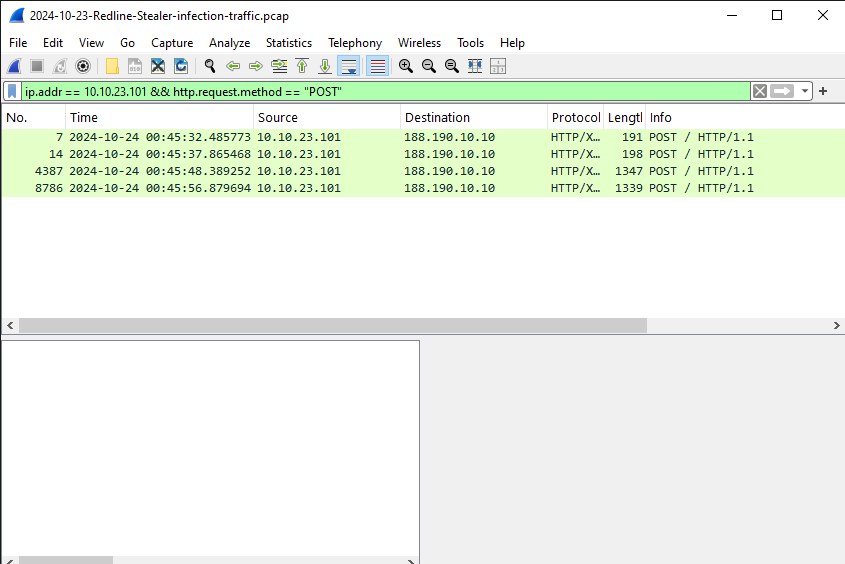 2024-10-23-Redline-Stealer-infection-traffic.pcap
File Edit View Go Capture Analyze Statistics Telephony Wireless Tools Help
ip.addr == 10.10.23.101 && http.request.method == "POST"
No. Time Source Destination Protocol Lengtl Info
7 2024-10-24 00:45:32.485773 10.10.23.101 188.190.10.10 HTTP/X… 191 POST / HTTP/1.1
14 2024-10-24 00:45:37.865468 10.10.23.101 188.190.10.10 HTTP/X… 198 POST / HTTP/1.1
4387 2024-10-24 00:45:48.389252 10.10.23.101 188.190.10.10 HTTP/X… 1347 POST / HTTP/1.1
8786 2024-10-24 00:45:56.879694 10.10.23.101 188.190.10.10 HTTP/X… 1339 POST / HTTP/1.1